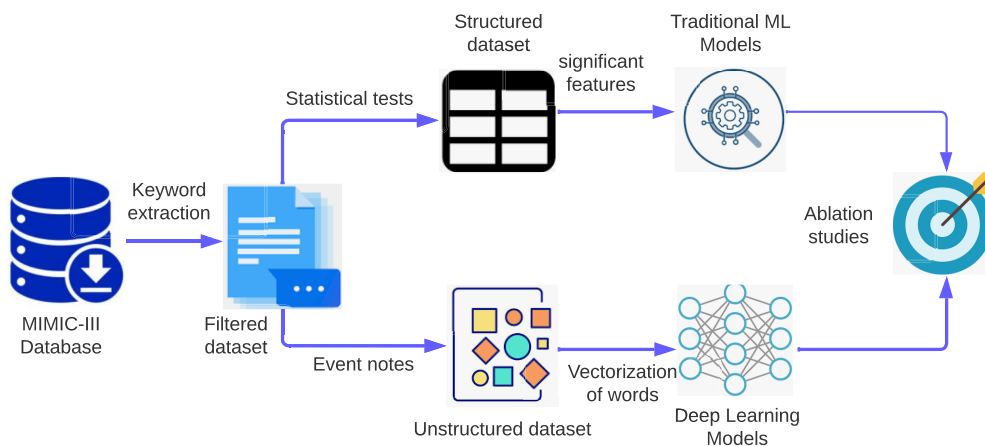 Structured
dataset
Traditional ML
Models
significant
features
Statistical tests
Keyword
extraction
Ablation
studies
MIMIC-III
Database
Filtered
dataset
Event notes
Vectorization
of words
Unstructured dataset
Deep Learning
Models